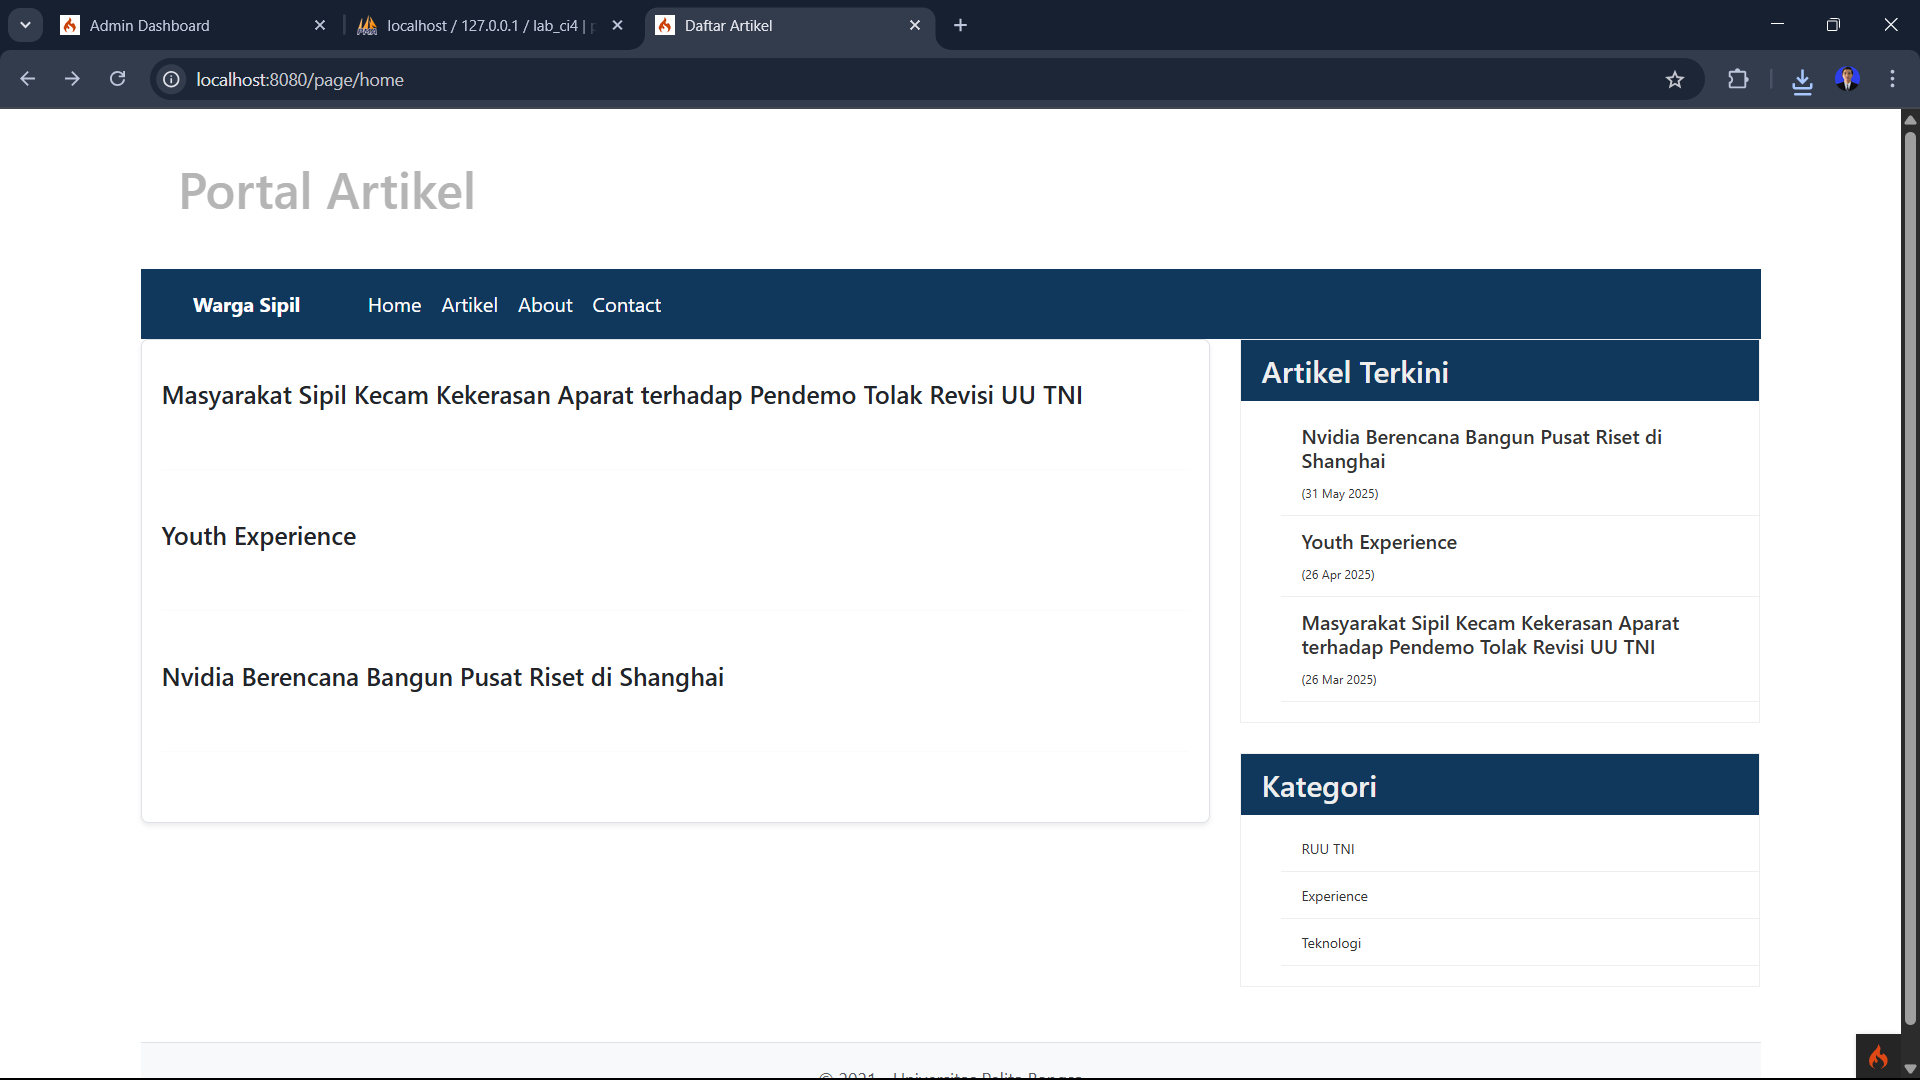 Admin Dashboard
localhost / 127.0.0.1 / lab_ci4 |
Daftar Artikel
localhost:8080/page/home
Portal Artikel
Warga Sipil
Home
Artikel
About
Contact
Masyarakat Sipil Kecam Kekerasan Aparat terhadap Pendemo Tolak Revisi UU TNI
Youth Experience
Nvidia Berencana Bangun Pusat Riset di Shanghai
Artikel Terkini
Nvidia Berencana Bangun Pusat Riset di
Shanghai
(31 May 2025)
Youth Experience
(26 Apr 2025)
Masyarakat Sipil Kecam Kekerasan Aparat
terhadap Pendemo Tolak Revisi UU TNI
(26 Mar 2025)
Kategori
RUU TNI
Experience
Teknologi
© 2021 - Universitas Pelita Bangsa